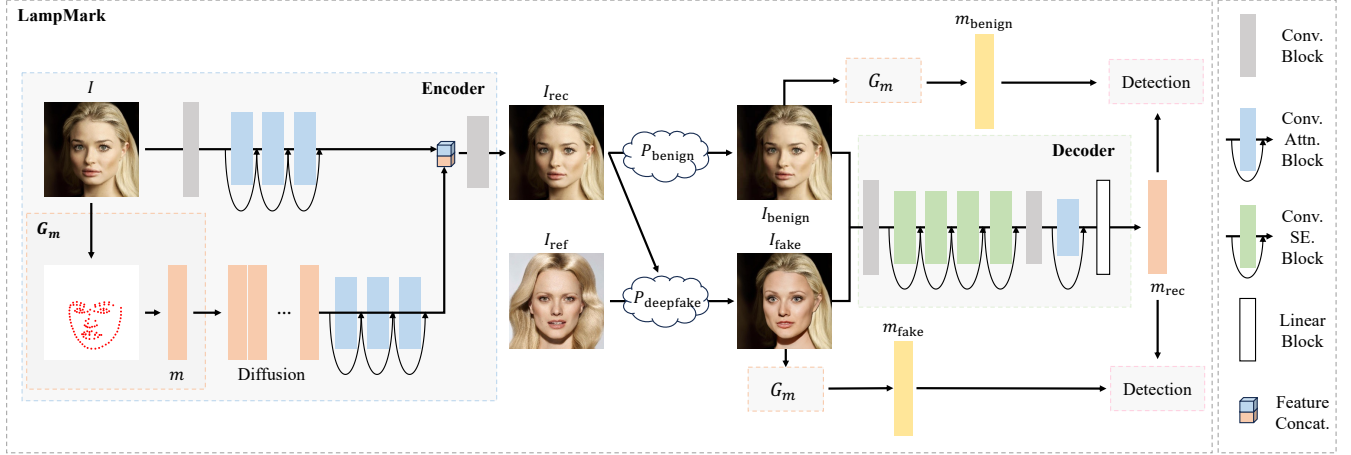 LampMark
Encoder
I
G_m
m
...
Diffusion
I_rec
I_ref
P_benign
P_deepfake
I_benign
I_fake
G_m
m_benign
Detection
Decoder
m_rec
G_m
m_fake
Detection
Conv.
Block
Conv.
Attn.
Block
Conv.
SE.
Block
Linear
Block
Feature
Concat.